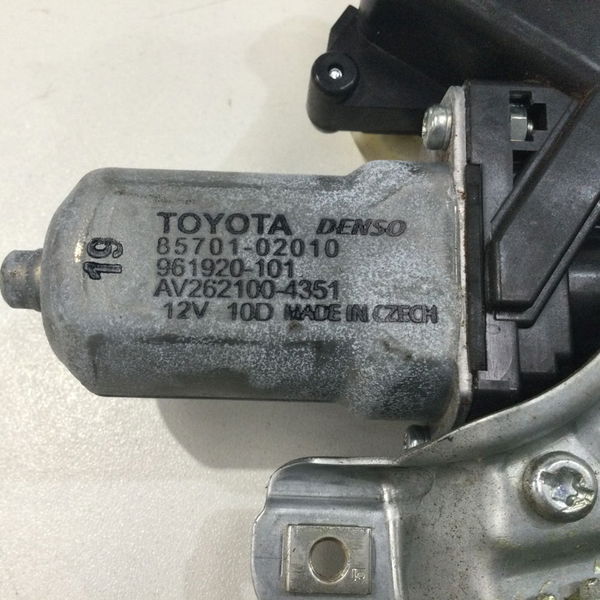 TOYOTA DENSO
85701-02010
961920-101
AV262100-4351
12V 10D MADE IN CZECH
19